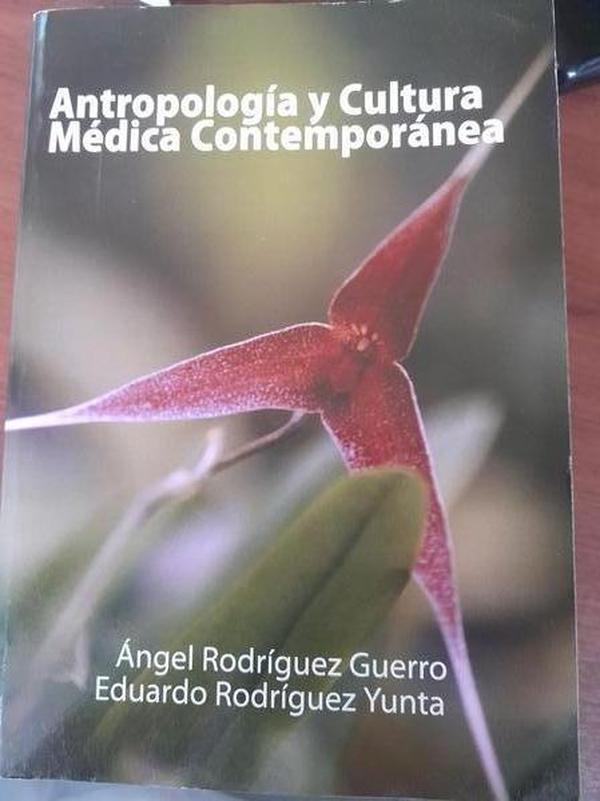 Antropología y Cultura
Médica Contemporánea
Ángel Rodríguez Guerro
Eduardo Rodríguez Yunta